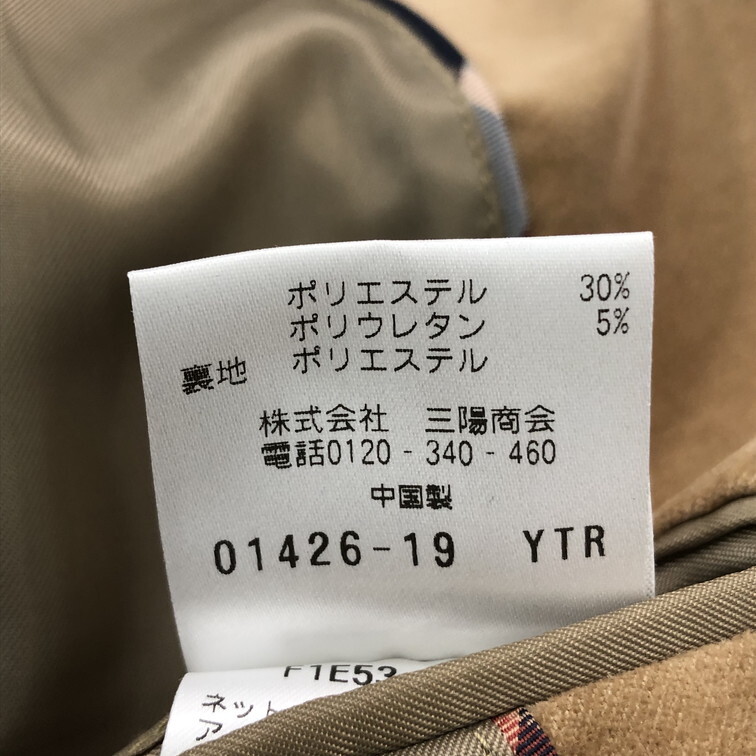 ポリエステル 30%
ポリウレタン 5%
裏地 ポリエステル
株式会社 三陽商会
電話0120-340-460
中国製
01426-19 YTR
F1E53
ネット